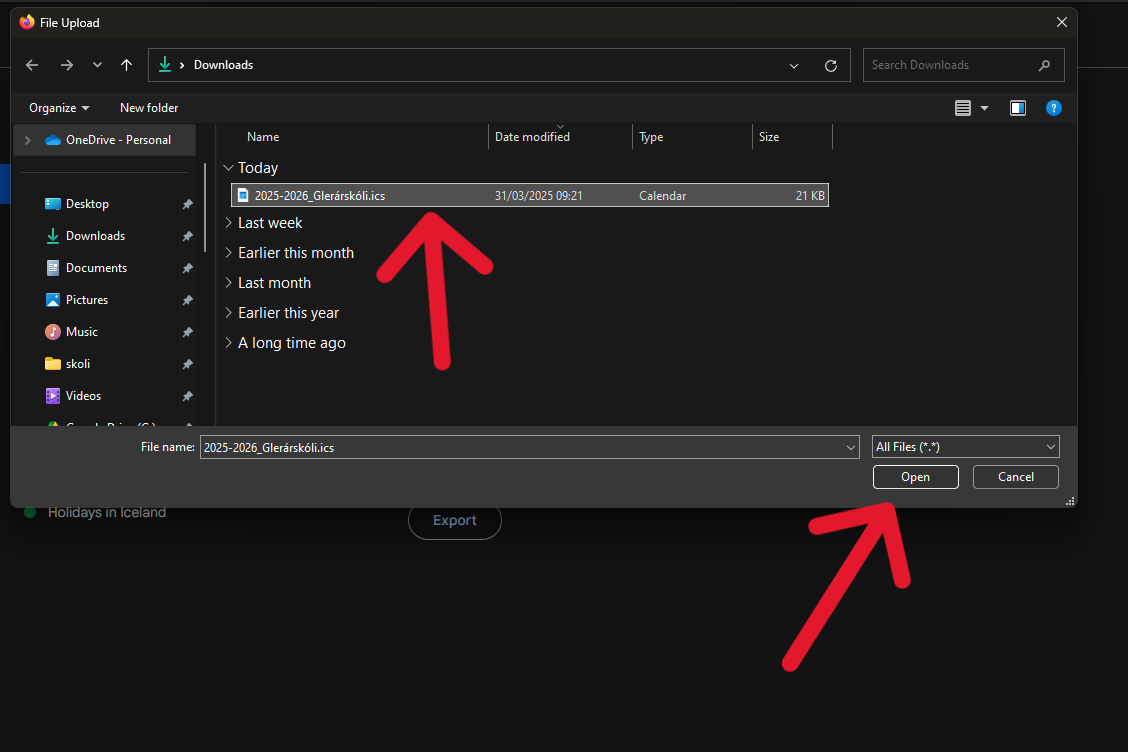 File Upload
Downloads
Search Downloads
Organize
New folder
OneDrive - Personal
Name
Date modified
Type
Size
Today
2025-2026_Glerárskóli.ics
31/03/2025 09:21
Calendar
21 KB
Last week
Earlier this month
Last month
Earlier this year
A long time ago
Desktop
Downloads
Documents
Pictures
Music
skoli
Videos
File name:
2025-2026_Glerárskóli.ics
All Files (*.*)
Open
Cancel
Holidays in Iceland
Export